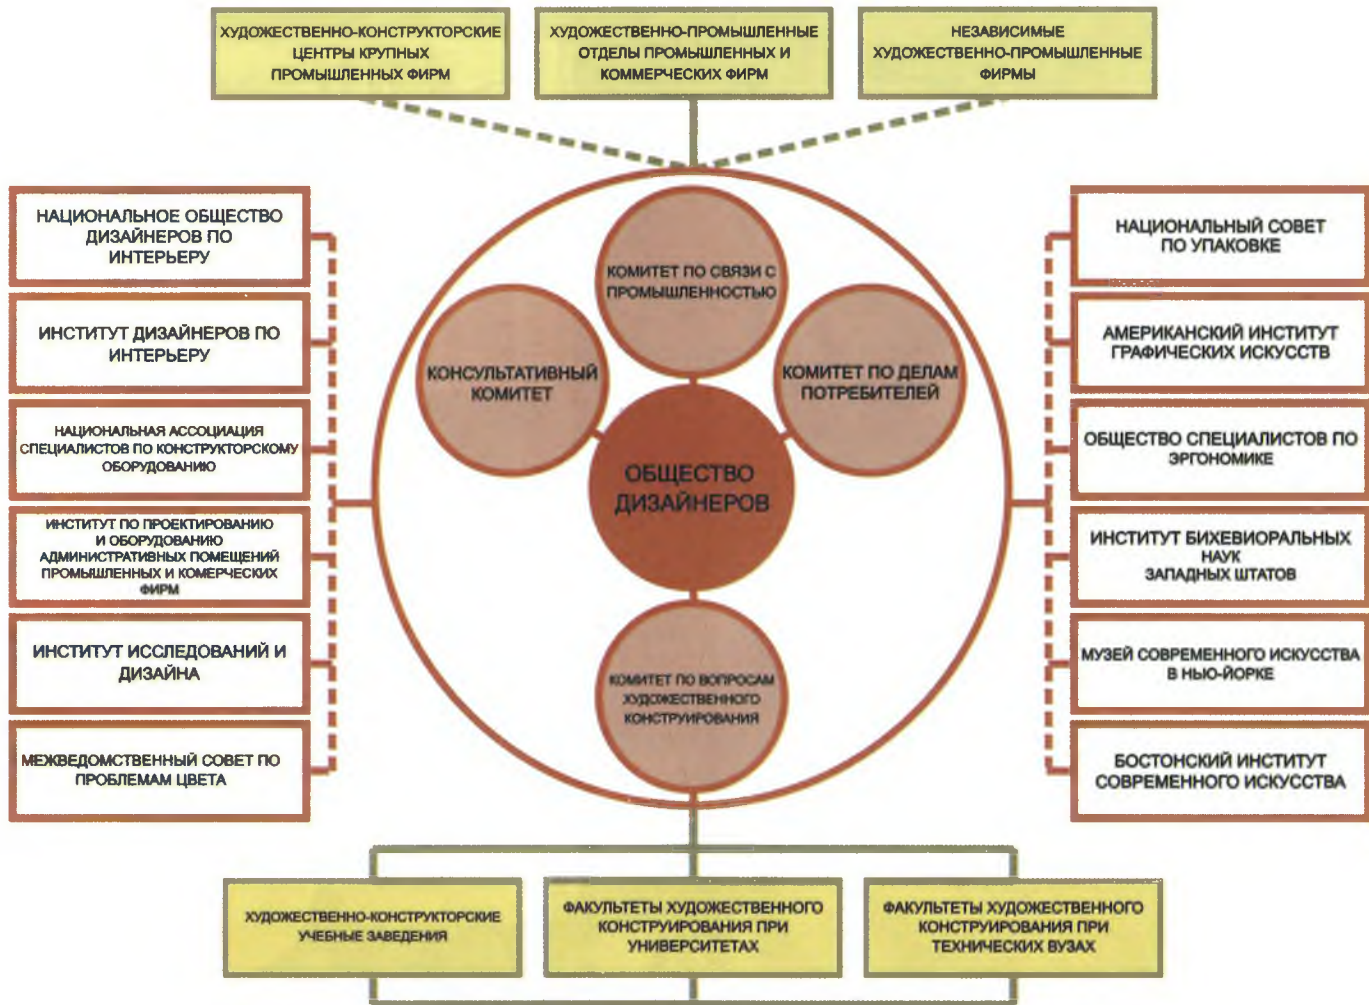 ХУДОЖЕСТВЕННО-КОНСТРУКТОРСКИЕ
ЦЕНТРЫ КРУПНЫХ
ПРОМЫШЛЕННЫХ ФИРМ
ХУДОЖЕСТВЕННО-ПРОМЫШЛЕННЫЕ
ОТДЕЛЫ ПРОМЫШЛЕННЫХ И
КОММЕРЧЕСКИХ ФИРМ
НЕЗАВИСИМЫЕ
ХУДОЖЕСТВЕННО-ПРОМЫШЛЕННЫЕ
ФИРМЫ
НАЦИОНАЛЬНОЕ ОБЩЕСТВО
ДИЗАЙНЕРОВ ПО
ИНТЕРЬЕРУ
ИНСТИТУТ ДИЗАЙНЕРОВ ПО
ИНТЕРЬЕРУ
НАЦИОНАЛЬНАЯ АССОЦИАЦИЯ
СПЕЦИАЛИСТОВ ПО КОНСТРУКТОРСКОМУ
ОБОРУДОВАНИЮ
ИНСТИТУТ ПО ПРОЕКТИРОВАНИЮ
И ОБОРУДОВАНИЮ
АДМИНИСТРАТИВНЫХ ПОМЕЩЕНИЙ
ПРОМЫШЛЕННЫХ И КОМЕРЧЕСКИХ
ФИРМ
ИНСТИТУТ ИССЛЕДОВАНИЙ И
ДИЗАЙНА
МЕЖВЕДОМСТВЕННЫЙ СОВЕТ ПО
ПРОБЛЕМАМ ЦВЕТА
КОМИТЕТ ПО СВЯЗИ С
ПРОМЫШЛЕННОСТЬЮ
КОНСУЛЬТАТИВНЫЙ
КОМИТЕТ
КОМИТЕТ ПО ДЕЛАМ
ПОТРЕБИТЕЛЕЙ
ОБЩЕСТВО
ДИЗАЙНЕРОВ
КОМИТЕТ ПО ВОПРОСАМ
ХУДОЖЕСТВЕННОГО
КОНСТРУИРОВАНИЯ
НАЦИОНАЛЬНЫЙ СОВЕТ
ПО УПАКОВКЕ
АМЕРИКАНСКИЙ ИНСТИТУТ
ГРАФИЧЕСКИХ ИСКУССТВ
ОБЩЕСТВО СПЕЦИАЛИСТОВ ПО
ЭРГОНОМИКЕ
ИНСТИТУТ БИХЕВИОРАЛЬНЫХ
НАУК
ЗАПАДНЫХ ШТАТОВ
МУЗЕЙ СОВРЕМЕННОГО ИСКУССТВА
В НЬЮ-ЙОРКЕ
БОСТОНСКИЙ ИНСТИТУТ
СОВРЕМЕННОГО ИСКУССТВА
ХУДОЖЕСТВЕННО-КОНСТРУКТОРСКИЕ
УЧЕБНЫЕ ЗАВЕДЕНИЯ
ФАКУЛЬТЕТЫ ХУДОЖЕСТВЕННОГО
КОНСТРУИРОВАНИЯ ПРИ
УНИВЕРСИТЕТАХ
ФАКУЛЬТЕТЫ ХУДОЖЕСТВЕННОГО
КОНСТРУИРОВАНИЯ ПРИ
ТЕХНИЧЕСКИХ ВУЗАХ